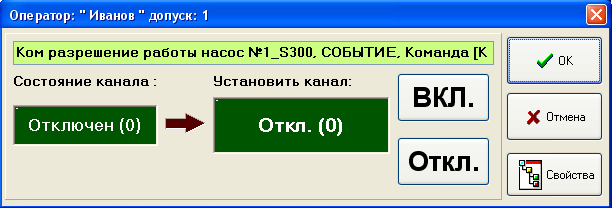 Оператор: " Иванов " допуск: 1
Ком разрешение работы насос №1_S300, СОБЫТИЕ, Команда [К
Состояние канала :
Установить канал:
Отключен (0)
Откл. (0)
ВКЛ.
Откл.
OK
Отмена
Свойства